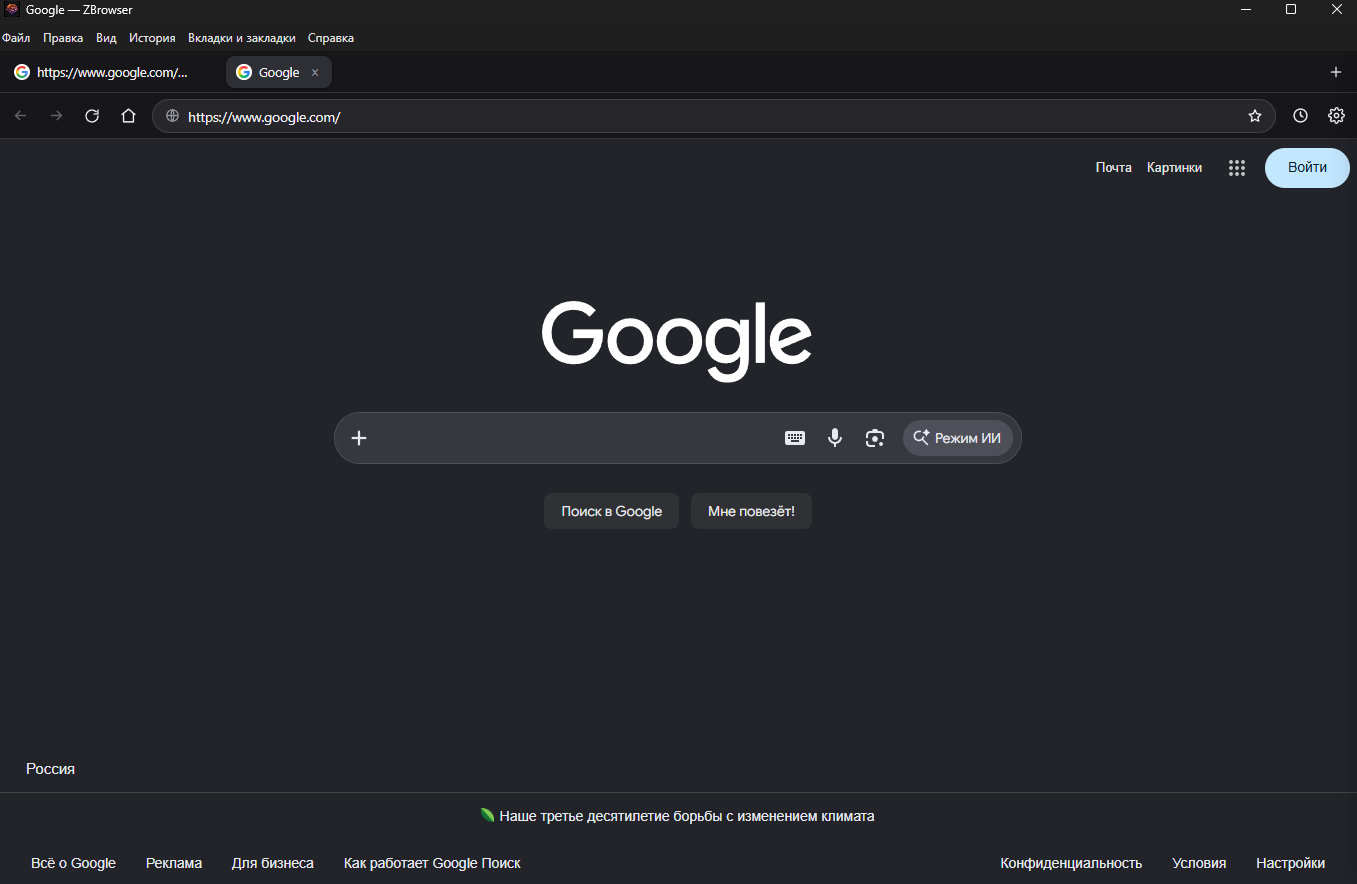 Google — ZBrowser
Файл Правка Вид История Вкладки и закладки Справка
https://www.google.com/... Google
https://www.google.com/
Почта Картинки Войти
Google
Режим ИИ
Поиск в Google Мне повезёт!
Россия
Наше третье десятилетие борьбы с изменением климата
Всё о Google Реклама Для бизнеса Как работает Google Поиск Конфиденциальность Условия Настройки